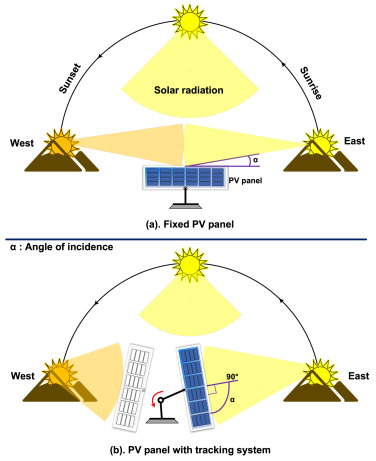 Sunset
Sunrise
Solar radiation
West
East
α
PV panel
(a). Fixed PV panel
α : Angle of incidence
West
90°
α
East
(b). PV panel with tracking system